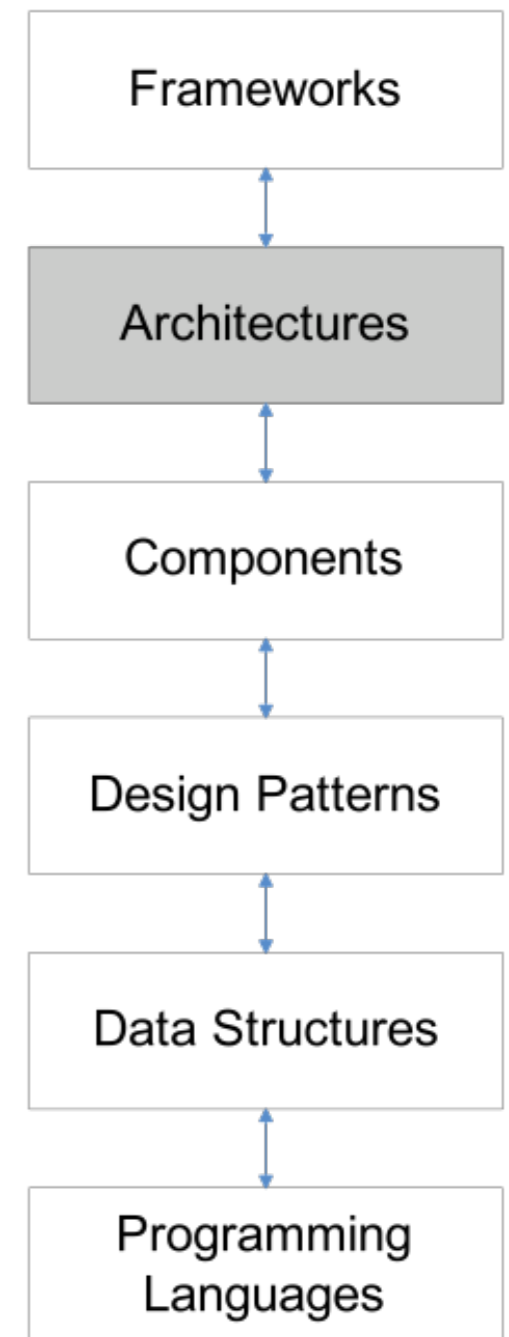 Frameworks
Architectures
Components
Design Patterns
Data Structures
Programming
Languages